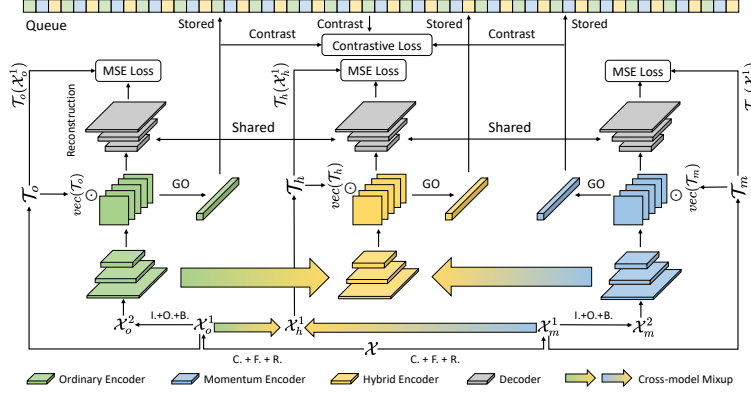 Queue
Stored
Contrast
Contrast
Stored
Contrast
Stored
Contrastive Loss
MSE Loss
MSE Loss
MSE Loss
𝒯ₒ(𝒳ₒ¹)
𝒯ₕ(𝒳ₕ¹)
Reconstruction
Shared
Shared
𝒯ₒ
vec(𝒯ₒ)
⊙
GO
𝒯ₕ
vec(𝒯ₕ)
⊙
GO
GO
⊙
vec(𝒯ₘ)
𝒯ₘ
𝒳ₒ²
I.+O.+B.
𝒳ₒ¹
𝒳ₕ¹
𝒳ₘ¹
I.+O.+B.
𝒳ₘ²
C. + F. + R.
𝒳
C. + F. + R.
Ordinary Encoder
Momentum Encoder
Hybrid Encoder
Decoder
Cross-model Mixup